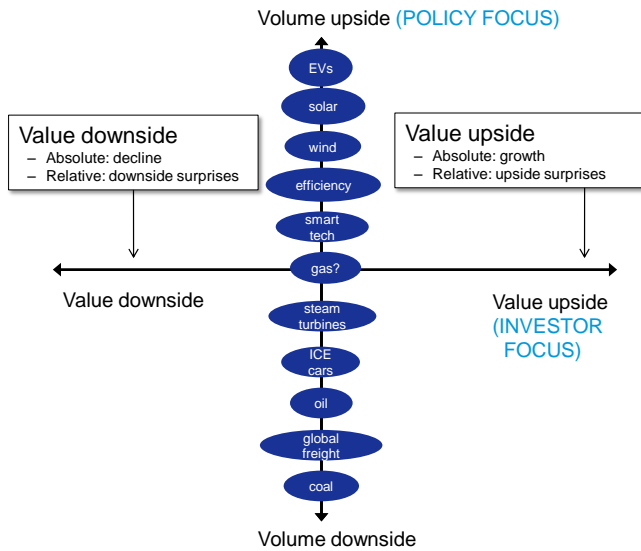 Volume upside (POLICY FOCUS)
EVs
solar
Value downside
– Absolute: decline
– Relative: downside surprises
Value upside
– Absolute: growth
– Relative: upside surprises
wind
efficiency
smart
tech
gas?
Value downside
Value upside
(INVESTOR
FOCUS)
steam
turbines
ICE
cars
oil
global
freight
coal
Volume downside